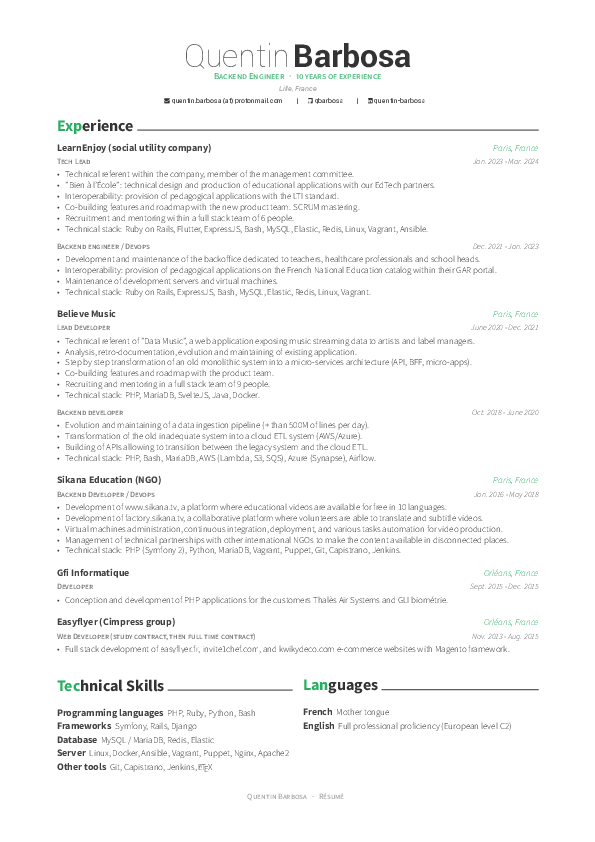 Quentin Barbosa
Backend Engineer · 10 years of experience
Lille, France
quentin.barbosa (at) protonmail.com | qbarbosa | quentin-barbosa
Experience
LearnEnjoy (social utility company) Paris, France
Tech Lead Jan. 2023 - Mar. 2024
• Technical referent within the company, member of the management committee.
• "Bien à l'École": technical design and production of educational applications with our EdTech partners.
• Interoperability: provision of pedagogical applications with the LTI standard.
• Co-building features and roadmap with the new product team. SCRUM mastering.
• Recruitment and mentoring within a full stack team of 6 people.
• Technical stack: Ruby on Rails, Flutter, ExpressJS, Bash, MySQL, Elastic, Redis, Linux, Vagrant, Ansible.
Backend engineer / Devops Dec. 2021 - Jan. 2023
• Development and maintenance of the backoffice dedicated to teachers, healthcare professionals and school heads.
• Interoperability: provision of pedagogical applications on the French National Education catalog within their GAR portal.
• Maintenance of development servers and virtual machines.
• Technical stack: Ruby on Rails, ExpressJS, Bash, MySQL, Elastic, Redis, Linux, Vagrant.
Believe Music Paris, France
Lead Developer June 2020 - Dec. 2021
• Technical referent of "Data Music", a web application exposing music streaming data to artists and label managers.
• Analysis, retro-documentation, evolution and maintaining of existing application.
• Step by step transformation of an old monolithic system into a micro-services architecture (API, BFF, micro-apps).
• Co-building features and roadmap with the product team.
• Recruiting and mentoring in a full stack team of 9 people.
• Technical stack: PHP, MariaDB, SvelteJS, Java, Docker.
Backend developer Oct. 2018 - June 2020
• Evolution and maintaining of a data ingestion pipeline (+ than 500M of lines per day).
• Transformation of the old inadequate system into a cloud ETL system (AWS/Azure).
• Building of APIs allowing to transition between the legacy system and the cloud ETL.
• Technical stack: PHP, Bash, MariaDB, AWS (Lambda, S3, SQS), Azure (Synapse), Airflow.
Sikana Education (NGO) Paris, France
Backend Developer / Devops Jan. 2016 - May 2018
• Development of www.sikana.tv, a platform where educational videos are available for free in 10 languages.
• Development of factory.sikana.tv, a collaborative platform where volunteers are able to translate and subtitle videos.
• Virtual machines administration, continuous integration, deployment, and various tasks automation for video production.
• Management of technical partnerships with other international NGOs to make the content available in disconnected places.
• Technical stack: PHP (Symfony 2), Python, MariaDB, Vagrant, Puppet, Git, Capistrano, Jenkins.
Gfi Informatique Orléans, France
Developer Sept. 2015 - Dec. 2015
• Conception and development of PHP applications for the customers Thalès Air Systems and GLI biométrie.
Easyflyer (Cimpress group) Orléans, France
Web Developer (study contract, then full time contract) Nov. 2013 - Aug. 2015
• Full stack development of easyflyer.fr, invite1chef.com, and kwikydeco.com e-commerce websites with Magento framework.
Technical Skills
Programming languages PHP, Ruby, Python, Bash
Frameworks Symfony, Rails, Django
Database MySQL / MariaDB, Redis, Elastic
Server Linux, Docker, Ansible, Vagrant, Puppet, Nginx, Apache2
Other tools Git, Capistrano, Jenkins, LaTeX
Languages
French Mother tongue
English Full professional proficiency (European level C2)
Quentin Barbosa · Résumé